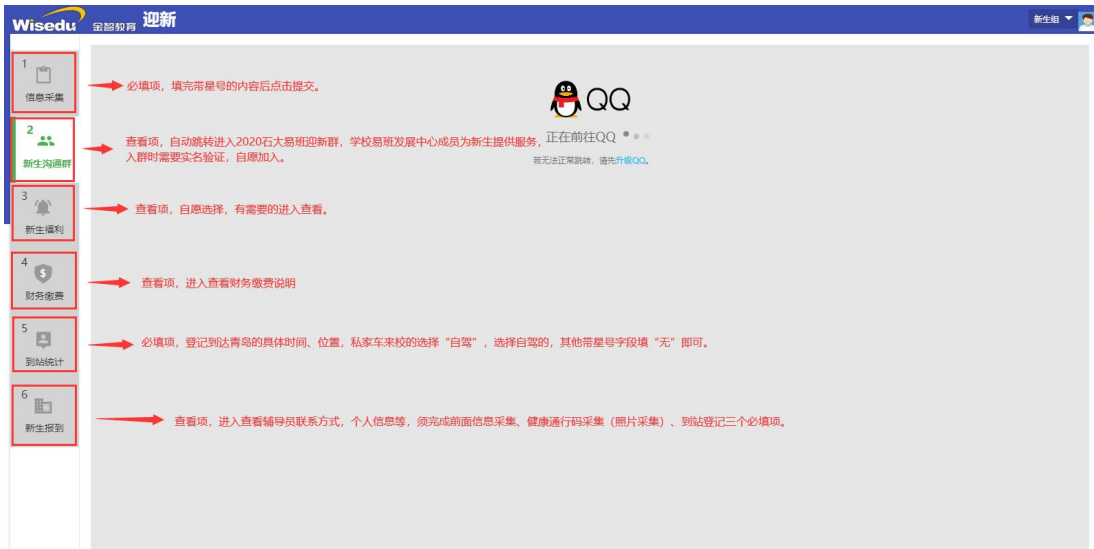 Wisedu 金智教育 迎新
新生组
1
信息采集
必填项，填完带星号的内容后点击提交。
QQ
2
新生沟通群
查看项，自动跳转进入2020石大易班迎新群，学校易班发展中心成员为新生提供服务，
入群时需要实名验证，自愿加入。
正在前往QQ
若无法正常跳转，请先升级QQ。
3
新生福利
查看项，自愿选择，有需要的进入查看。
4
财务缴费
查看项，进入查看财务缴费说明
5
到站统计
必填项，登记到达青岛的具体时间、位置，私家车来校的选择“自驾”，选择自驾的，其他带星号字段填“无”即可。
6
新生报到
查看项，进入查看辅导员联系方式，个人信息等，须完成前面信息采集、健康通行码采集（照片采集）、到站登记三个必填项。